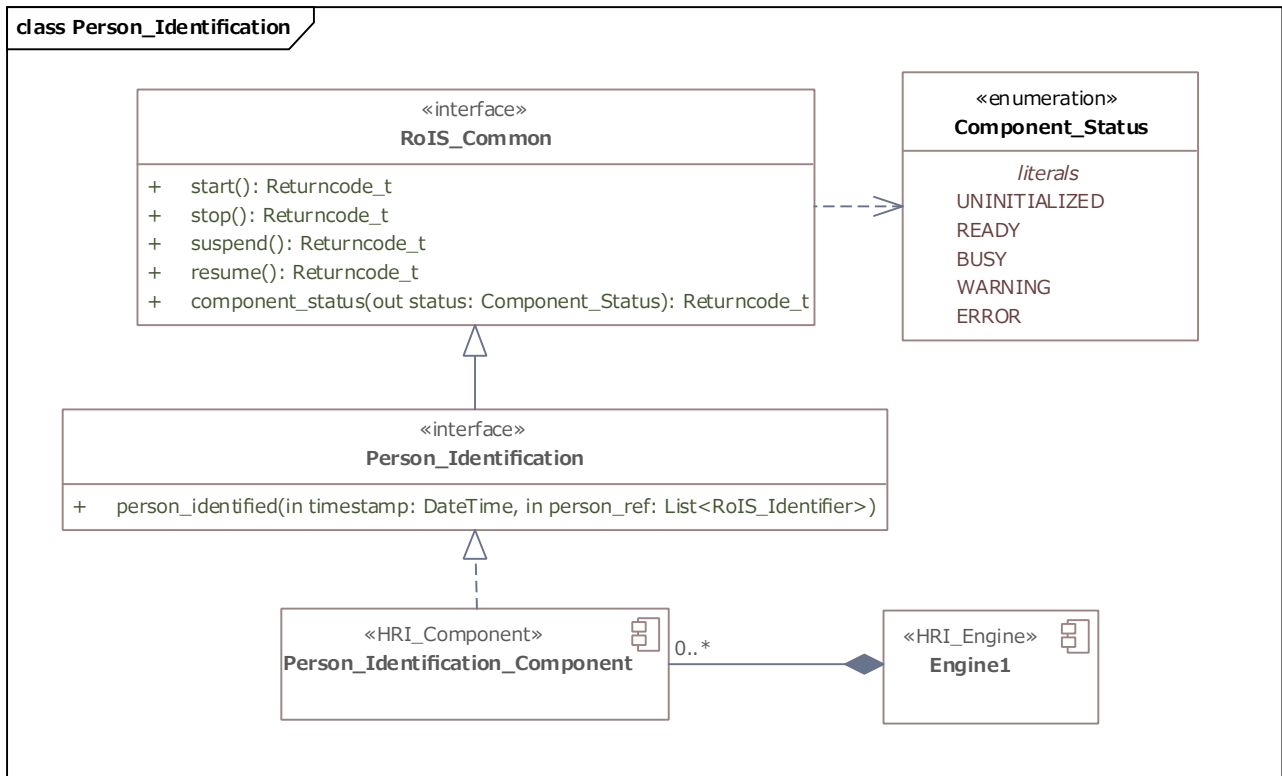 class Person_Identification
«interface»
RoIS_Common
+ start(): Returncode_t
+ stop(): Returncode_t
+ suspend(): Returncode_t
+ resume(): Returncode_t
+ component_status(out status: Component_Status): Returncode_t
«enumeration»
Component_Status
literals
UNINITIALIZED
READY
BUSY
WARNING
ERROR
«interface»
Person_Identification
+ person_identified(in timestamp: DateTime, in person_ref: List<RoIS_Identifier>)
«HRI_Component»
Person_Identification_Component
0..*
«HRI_Engine»
Engine1